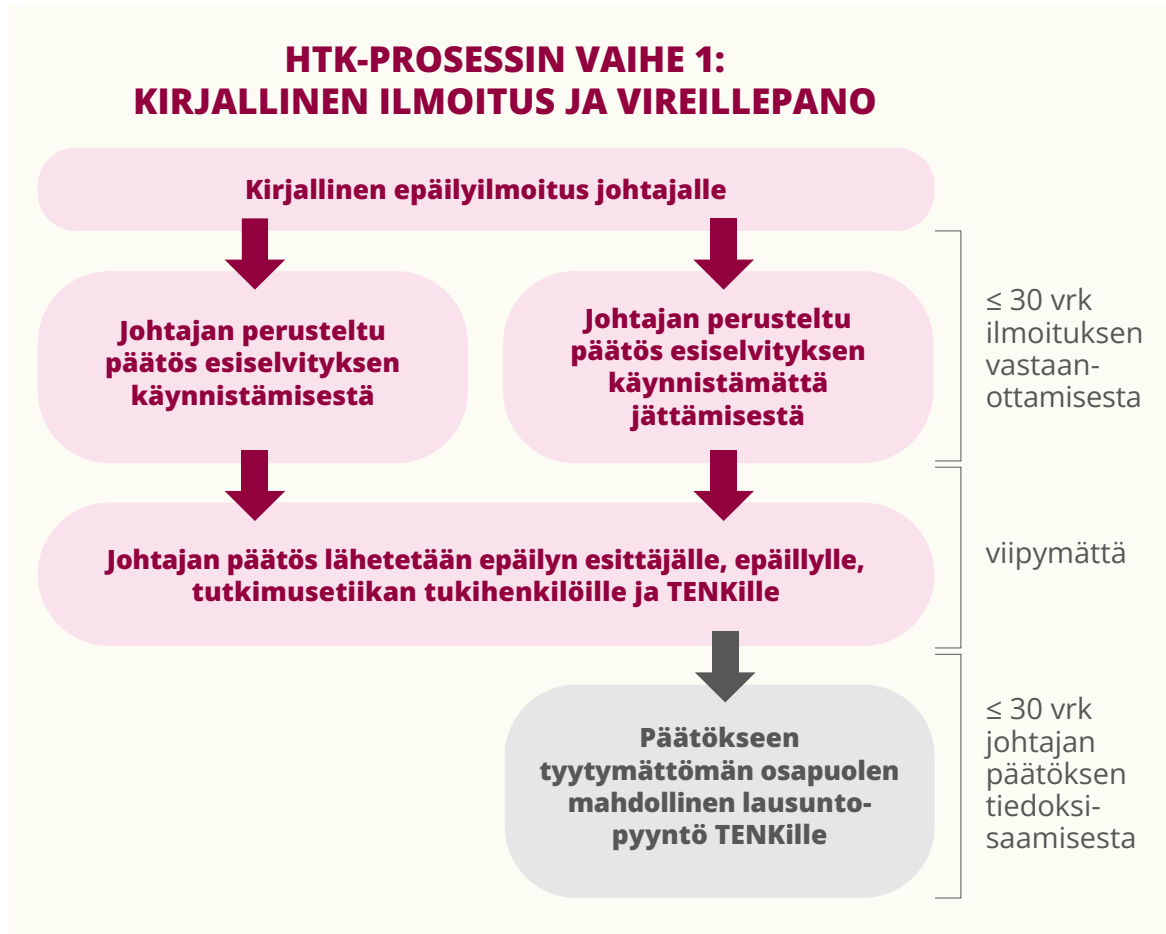 HTK-PROSESSIN VAIHE 1:
KIRJALLINEN ILMOITUS JA VIREILLEPANO
Kirjallinen epäilyilmoitus johtajalle
Johtajan perusteltu
päätös esiselvityksen
käynnistämisestä
Johtajan perusteltu
päätös esiselvityksen
käynnistämättä
jättämisestä
≤ 30 vrk
ilmoituksen
vastaan-
ottamisesta
Johtajan päätös lähetetään epäilyn esittäjälle, epäillylle,
tutkimusetiikan tukihenkilöille ja TENKille
viipymättä
Päätökseen
tyytymättömän osapuolen
mahdollinen lausunto-
pyyntö TENKille
≤ 30 vrk
johtajan
päätöksen
tiedoksi-
saamisesta